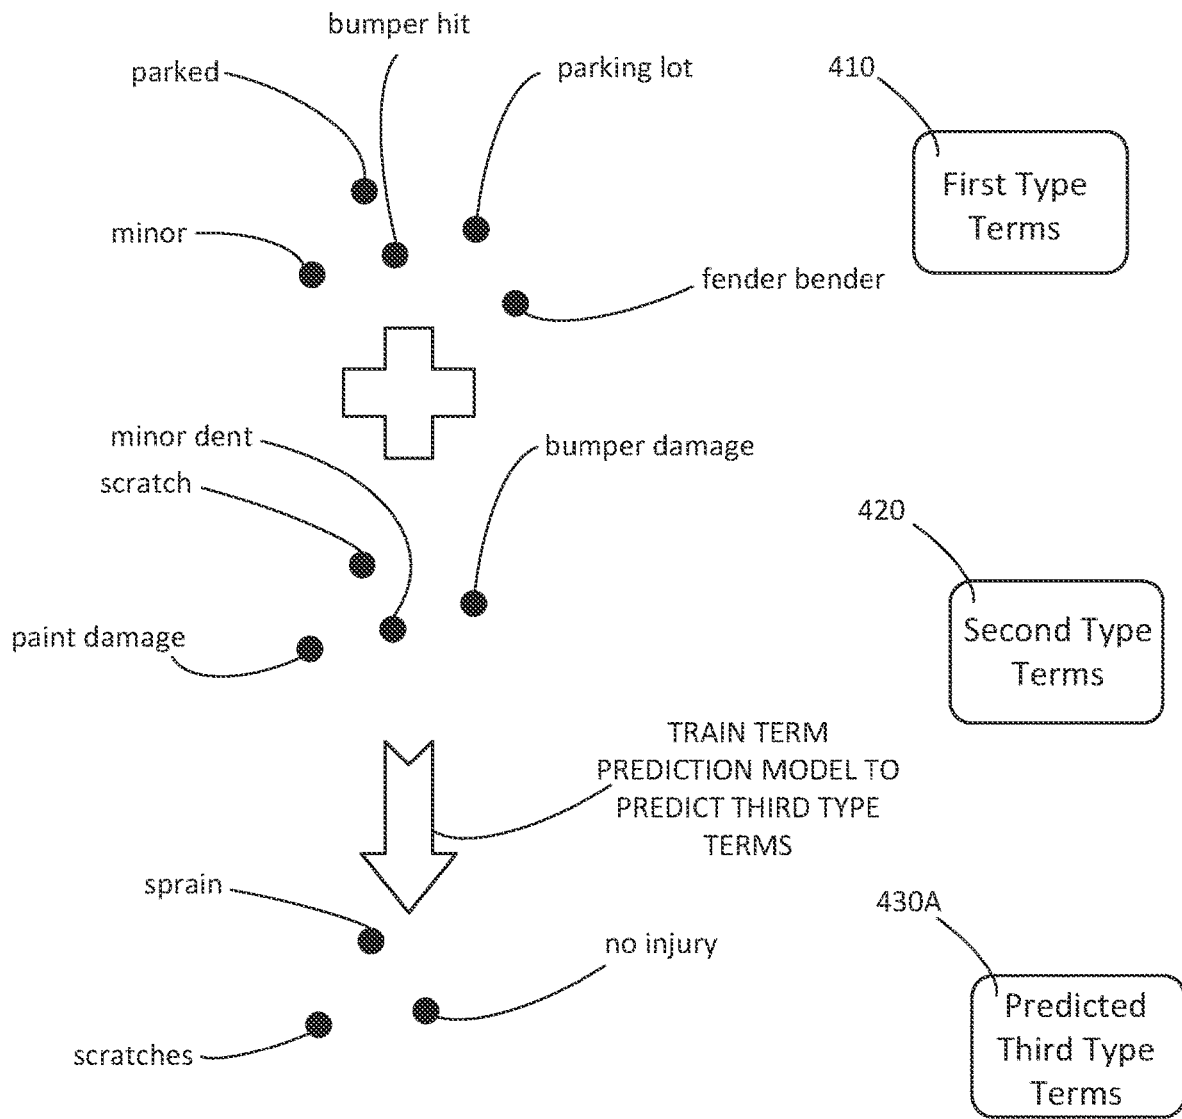 bumper hit
parked
parking lot
410
First Type
Terms
minor
fender bender
minor dent
bumper damage
scratch
420
Second Type
Terms
paint damage
TRAIN TERM
PREDICTION MODEL TO
PREDICT THIRD TYPE
TERMS
sprain
430A
no injury
Predicted
Third Type
Terms
scratches